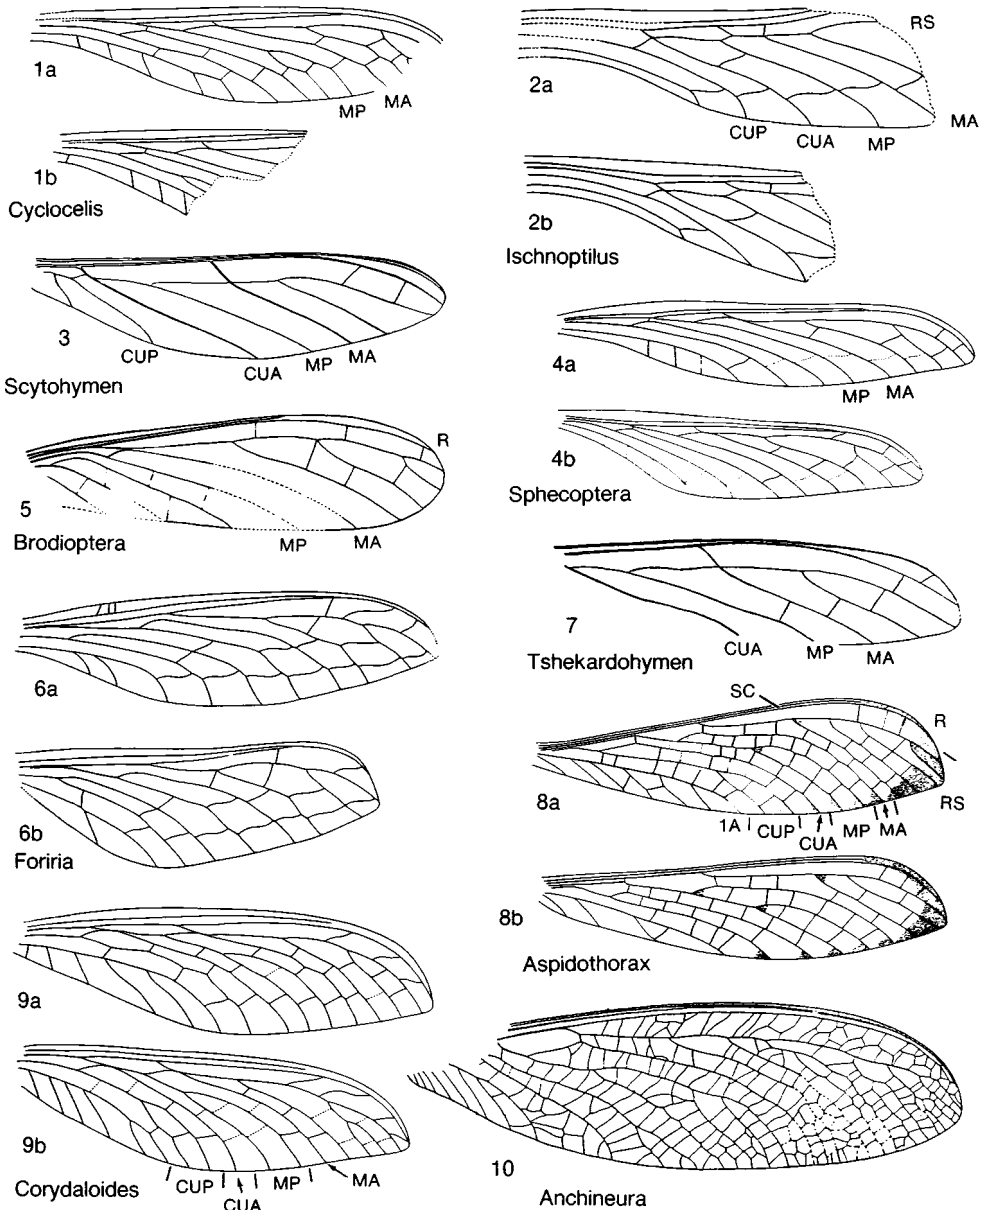 1a
MP MA
1b
Cyclocelis
RS
2a
CUP CUA MP MA
2b
Ischnoptilus
3
CUP CUA MP MA
Scytohymen
4a
MP MA
4b
Sphecoptera
R
5
Brodioptera
MP MA
7
Tshekardohymen
CUA MP MA
6a
6b
Foriria
SC
R
8a
RS
1A CUP CUA MP MA
8b
Aspidothorax
9a
9b
Corydaloides
CUP CUA MP MA
10
Anchineura